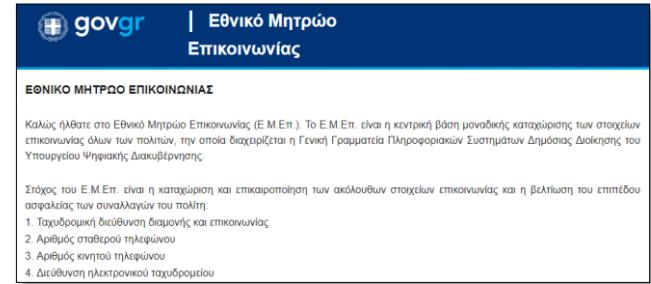 govgr | Εθνικό Μητρώο
Επικοινωνίας
ΕΘΝΙΚΟ ΜΗΤΡΩΟ ΕΠΙΚΟΙΝΩΝΙΑΣ
Καλώς ήλθατε στο Εθνικό Μητρώο Επικοινωνίας (Ε.Μ.Επ.). Το Ε.Μ.Επ. είναι η κεντρική βάση μοναδικής καταχώρισης των στοιχείων
επικοινωνίας όλων των πολιτών, την οποία διαχειρίζεται η Γενική Γραμματεία Πληροφοριακών Συστημάτων Δημόσιας Διοίκησης του
Υπουργείου Ψηφιακής Διακυβέρνησης.
Στόχος του Ε.Μ.Επ. είναι η καταχώριση και επικαιροποίηση των ακόλουθων στοιχείων επικοινωνίας και η βελτίωση του επιπέδου
ασφαλείας των συναλλαγών του πολίτη:
1. Ταχυδρομική διεύθυνση διαμονής και επικοινωνίας
2. Αριθμός σταθερού τηλεφώνου
3. Αριθμός κινητού τηλεφώνου
4. Διεύθυνση ηλεκτρονικού ταχυδρομείου